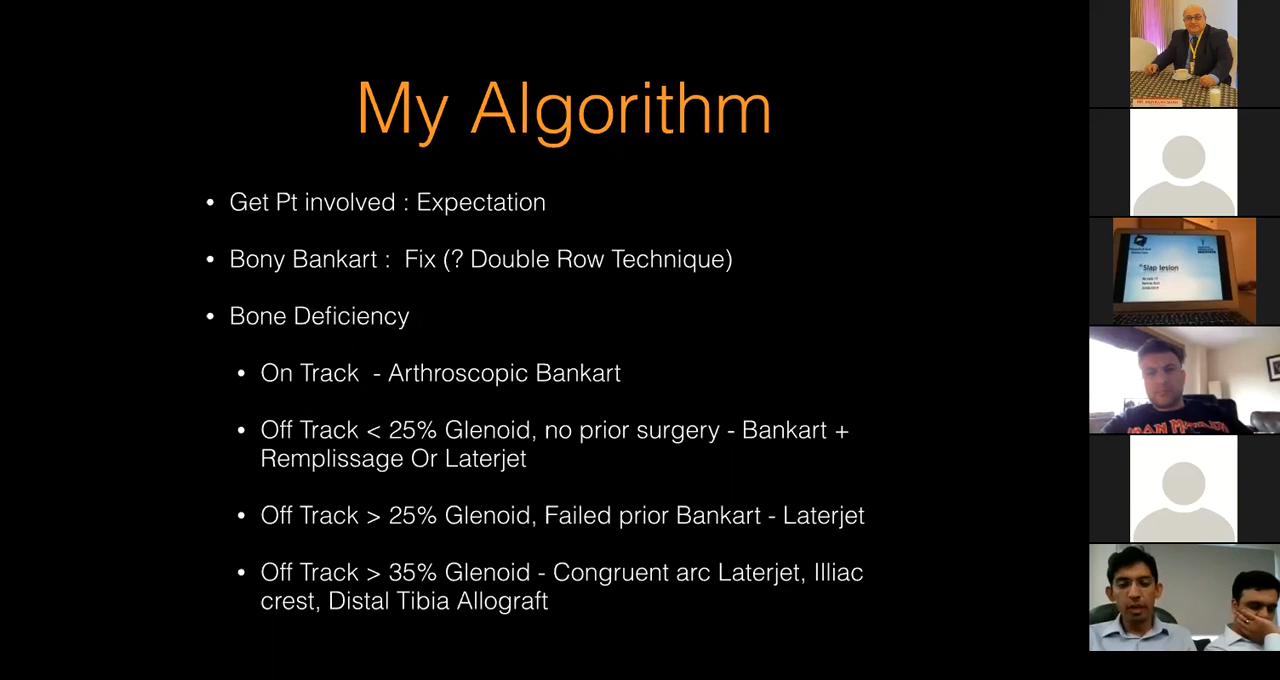 My Algorithm
• Get Pt involved : Expectation
• Bony Bankart : Fix (? Double Row Technique)
• Bone Deficiency
• On Track - Arthroscopic Bankart
• Off Track < 25% Glenoid, no prior surgery - Bankart +
Remplissage Or Laterjet
• Off Track > 25% Glenoid, Failed prior Bankart - Laterjet
• Off Track > 35% Glenoid - Congruent arc Laterjet, Illiac
crest, Distal Tibia Allograft
Slap lesion